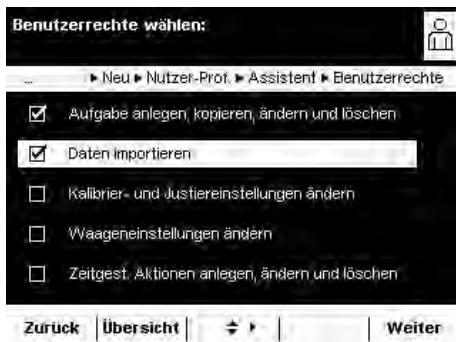 Benutzerrechte wählen:
... ▸ Neu ▸ Nutzer-Prof. ▸ Assistent ▸ Benutzerrechte
Aufgabe anlegen, kopieren, ändern und löschen
Daten importieren
Kalibrier- und Justiereinstellungen ändern
Waageneinstellungen ändern
Zeitgest. Aktionen anlegen, ändern und löschen
Zurück Übersicht Weiter